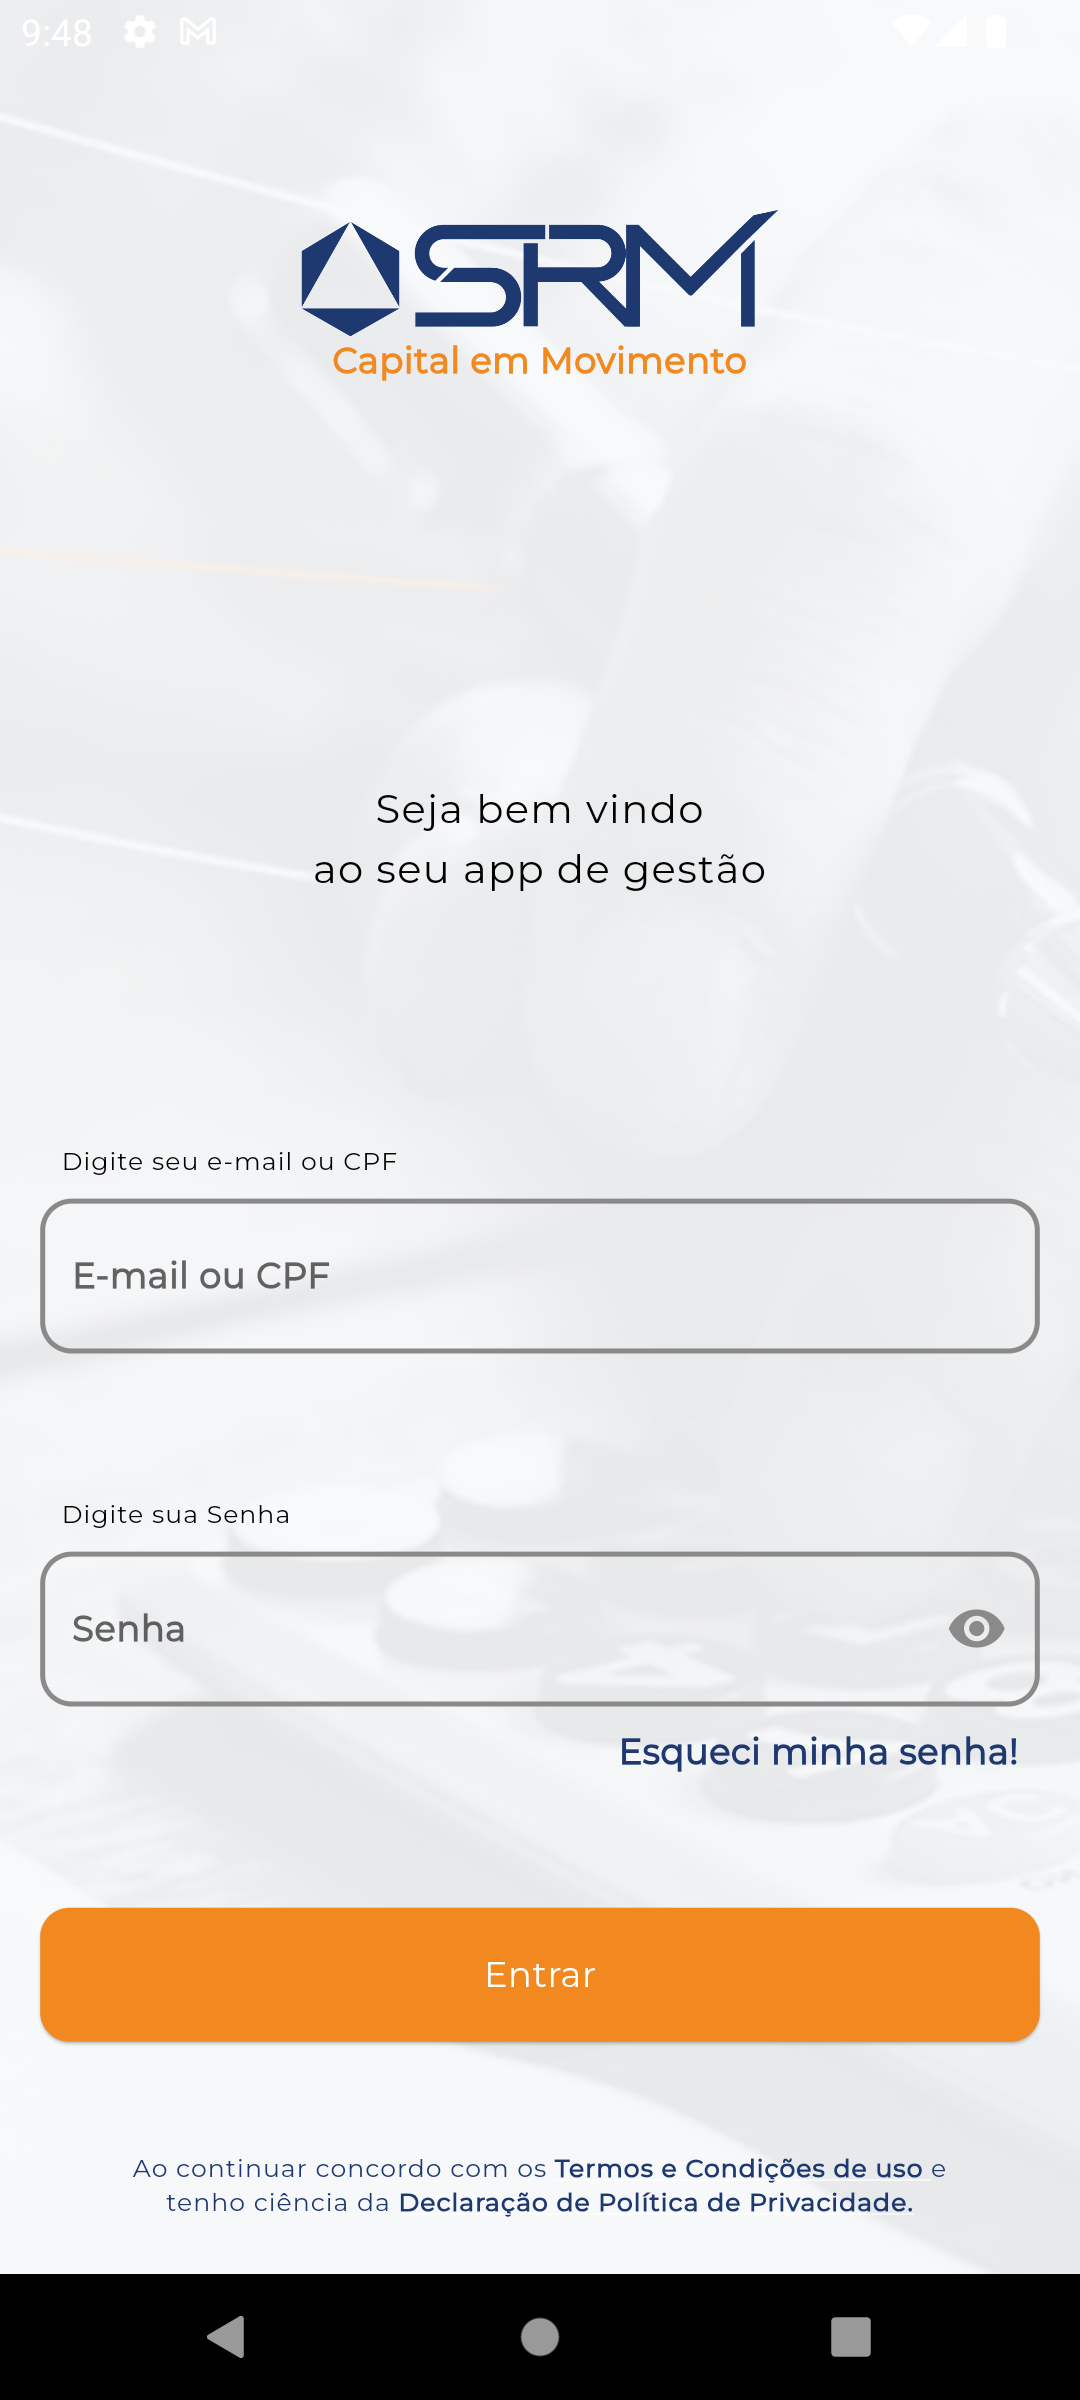 9:48
SRM
Capital em Movimento
Seja bem vindo
ao seu app de gestão
Digite seu e-mail ou CPF
E-mail ou CPF
Digite sua Senha
Senha
Esqueci minha senha!
Entrar
Ao continuar concordo com os Termos e Condições de uso e
tenho ciência da Declaração de Política de Privacidade.